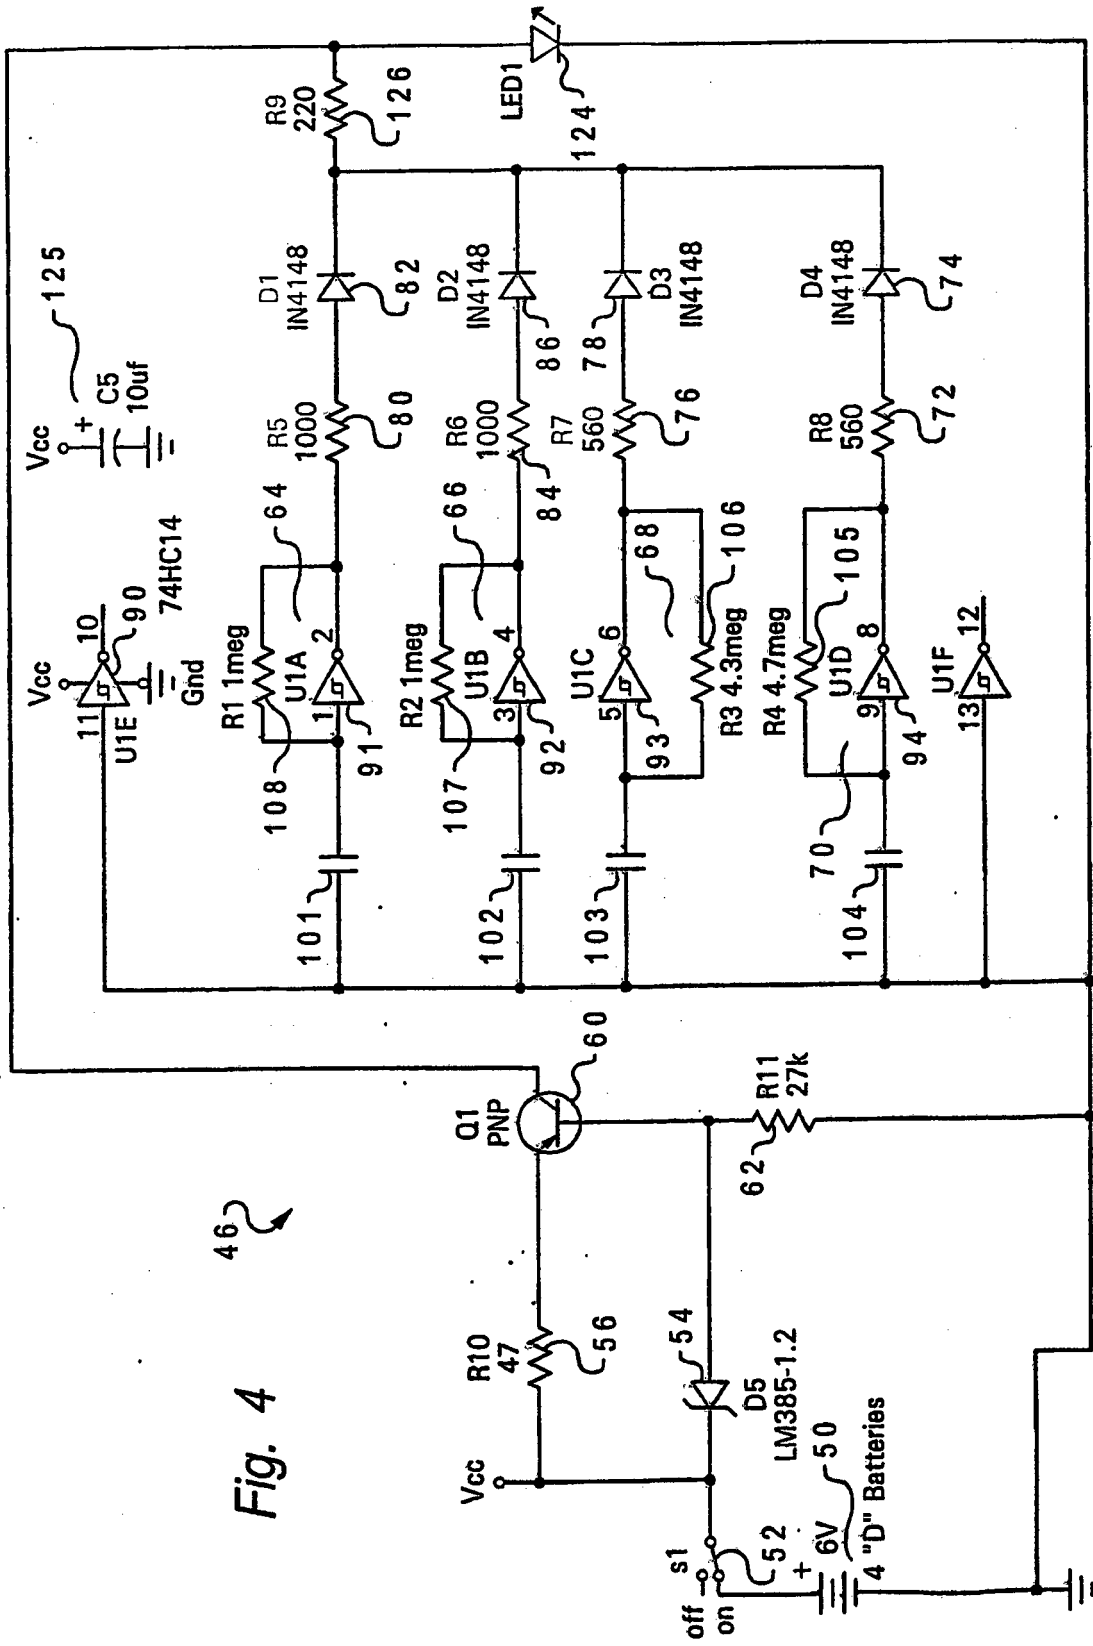 Fig. 4
46
Vcc
s1
off
on
52
+
6V
50
4 "D" Batteries
R10
47
56
54
D5
LM385-1.2
Q1
PNP
60
62
R11
27k
Vcc
11
10
U1E
90
74HC14
Gnd
Vcc
+
C5
10uf
125
R1 1meg
64
108
1
U1A
2
91
101
R5
1000
80
D1
IN4148
82
R9
220
126
R2 1meg
66
107
3
U1B
4
92
102
R6
1000
84
D2
IN4148
86
U1C
5
6
93
68
103
R3 4.3meg
106
R7
560
76
78
D3
IN4148
R4 4.7meg
105
U1D
9
8
94
70
104
R8
560
72
D4
IN4148
74
U1F
13
12
LED1
124